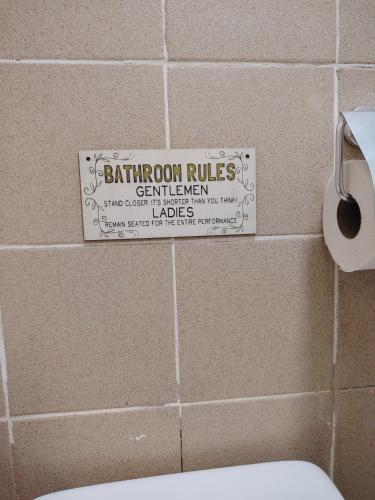 BATHROOM RULES
GENTLEMEN
STAND CLOSER: IT'S SHORTER THAN YOU THINK!
LADIES
REMAIN SEATED FOR THE ENTIRE PERFORMANCE